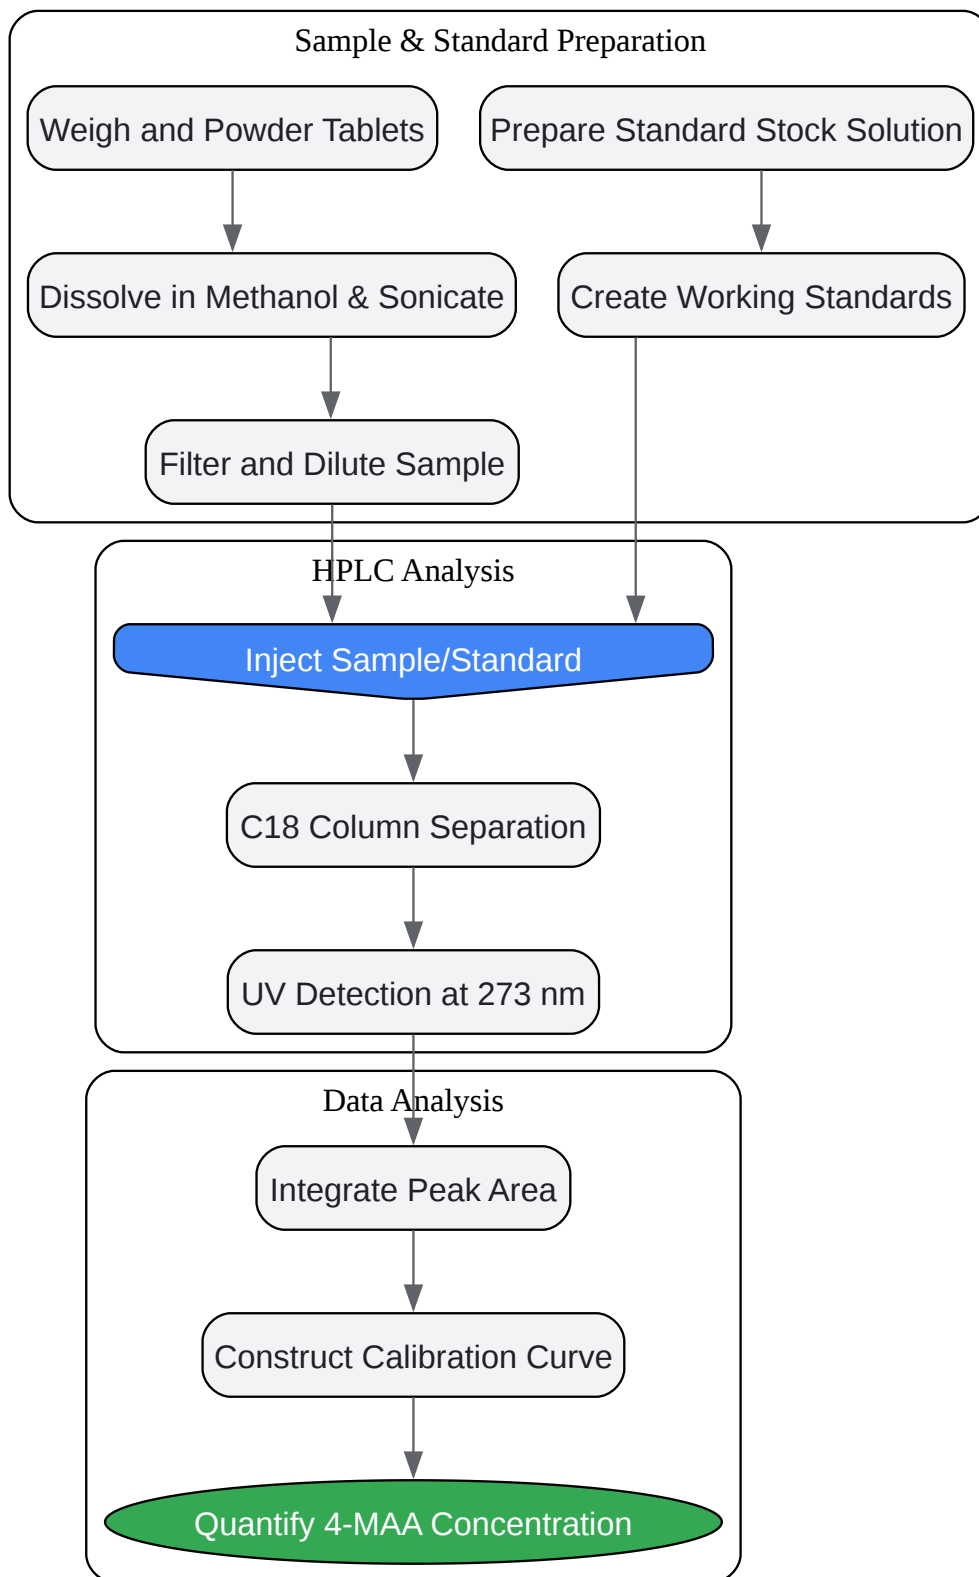 Sample & Standard Preparation
Weigh and Powder Tablets
Prepare Standard Stock Solution
Dissolve in Methanol & Sonicate
Create Working Standards
Filter and Dilute Sample
HPLC Analysis
Inject Sample/Standard
C18 Column Separation
UV Detection at 273 nm
Data Analysis
Integrate Peak Area
Construct Calibration Curve
Quantify 4-MAA Concentration